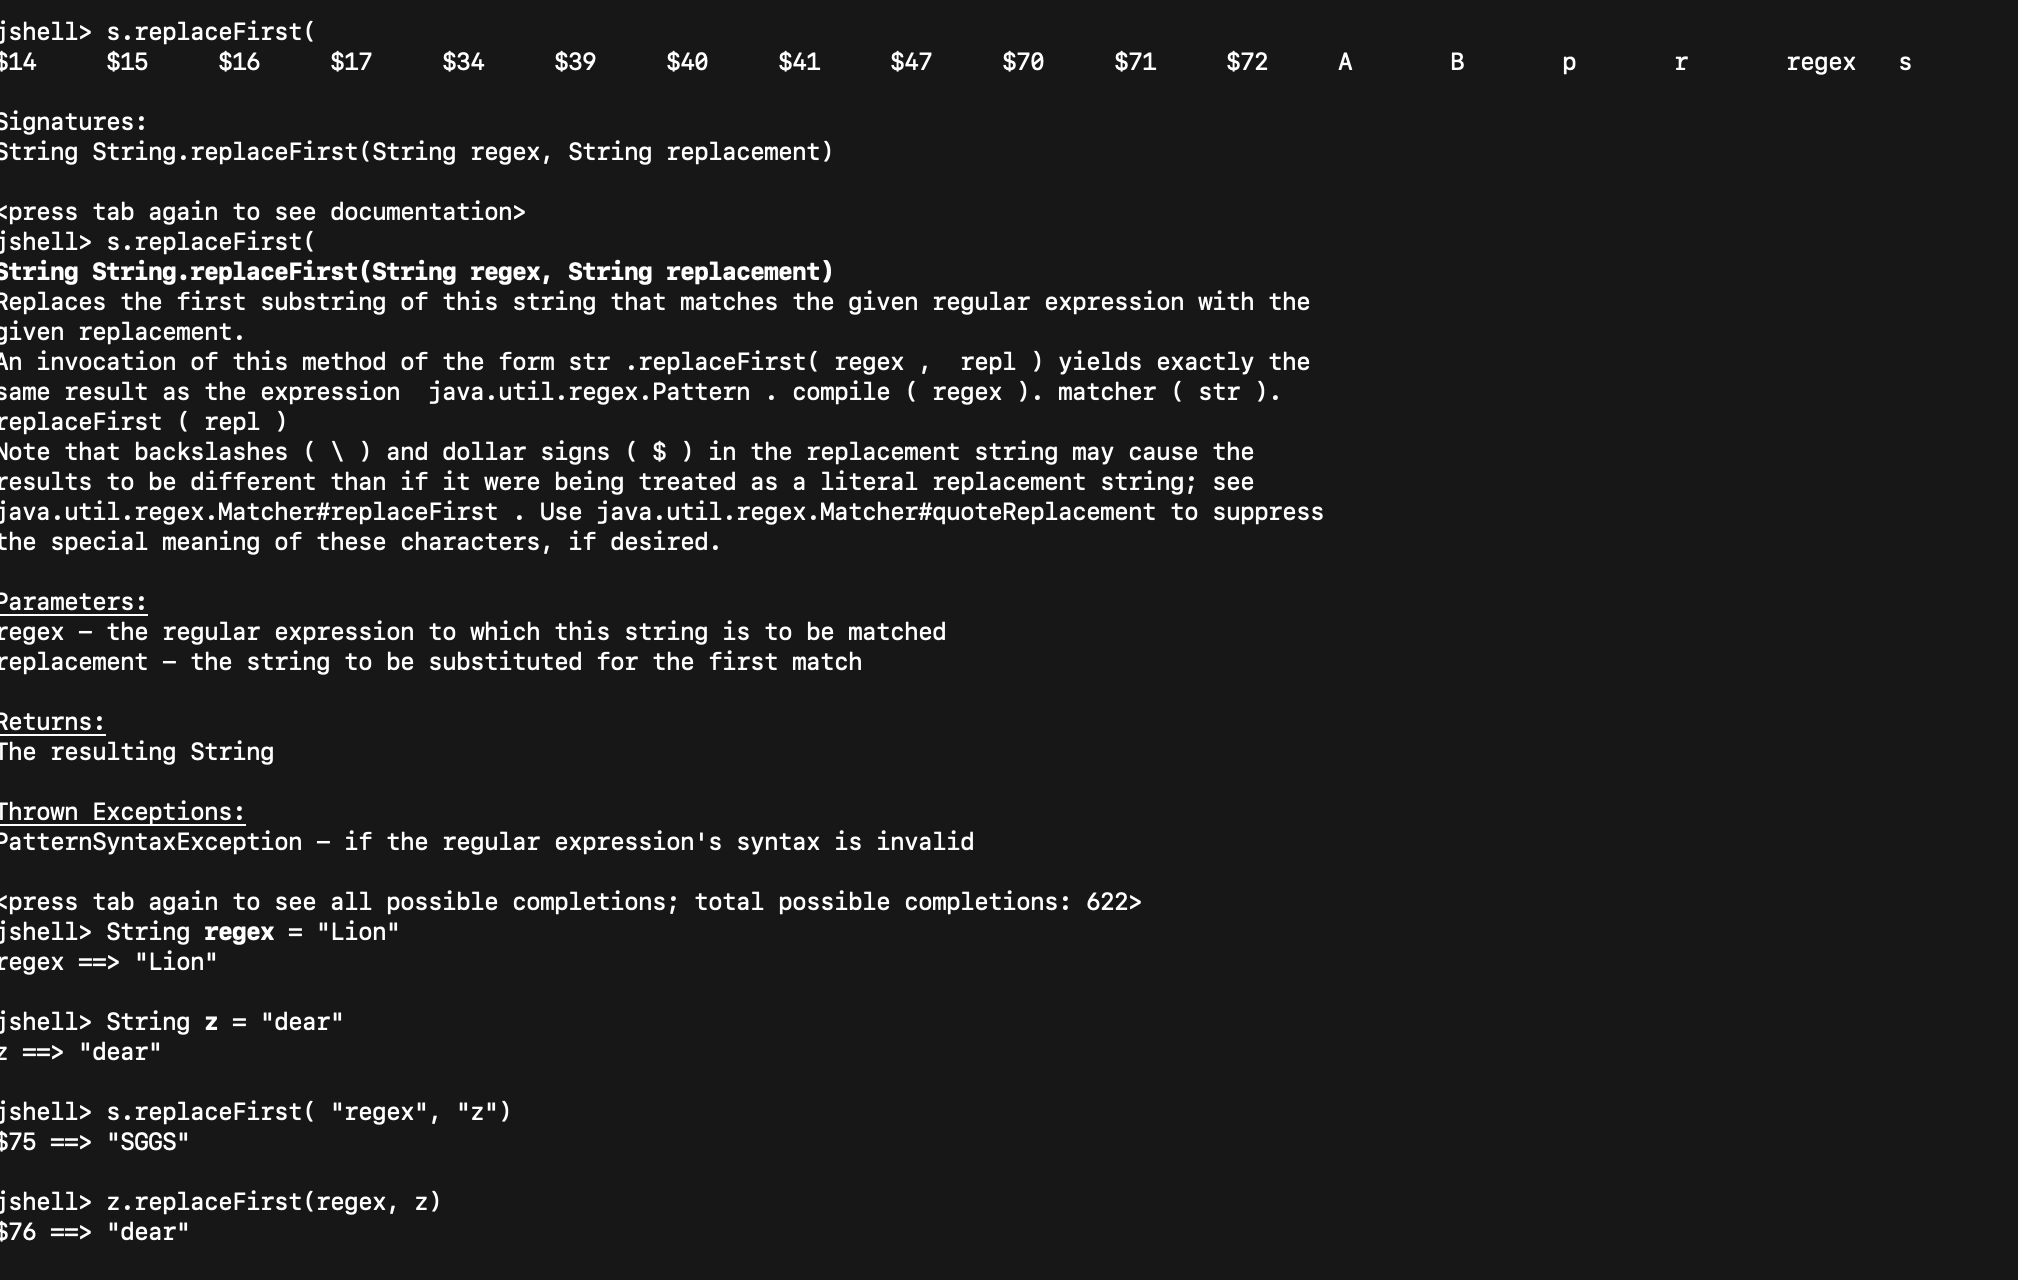 jshell> s.replaceFirst(
$14 $15 $16 $17 $34 $39 $40 $41 $47 $70 $71 $72 A B p r regex s
Signatures:
String String.replaceFirst(String regex, String replacement)
<press tab again to see documentation>
jshell> s.replaceFirst(
String String.replaceFirst(String regex, String replacement)
Replaces the first substring of this string that matches the given regular expression with the
given replacement.
An invocation of this method of the form str .replaceFirst( regex ,  repl ) yields exactly the
same result as the expression  java.util.regex.Pattern . compile ( regex ). matcher ( str ).
replaceFirst ( repl )
Note that backslashes ( \ ) and dollar signs ( $ ) in the replacement string may cause the
results to be different than if it were being treated as a literal replacement string; see
java.util.regex.Matcher#replaceFirst . Use java.util.regex.Matcher#quoteReplacement to suppress
the special meaning of these characters, if desired.
Parameters:
regex – the regular expression to which this string is to be matched
replacement – the string to be substituted for the first match
Returns:
The resulting String
Thrown Exceptions:
PatternSyntaxException – if the regular expression's syntax is invalid
<press tab again to see all possible completions; total possible completions: 622>
jshell> String regex = "Lion"
regex ==> "Lion"
jshell> String z = "dear"
z ==> "dear"
jshell> s.replaceFirst( "regex", "z")
$75 ==> "SGGS"
jshell> z.replaceFirst(regex, z)
$76 ==> "dear"